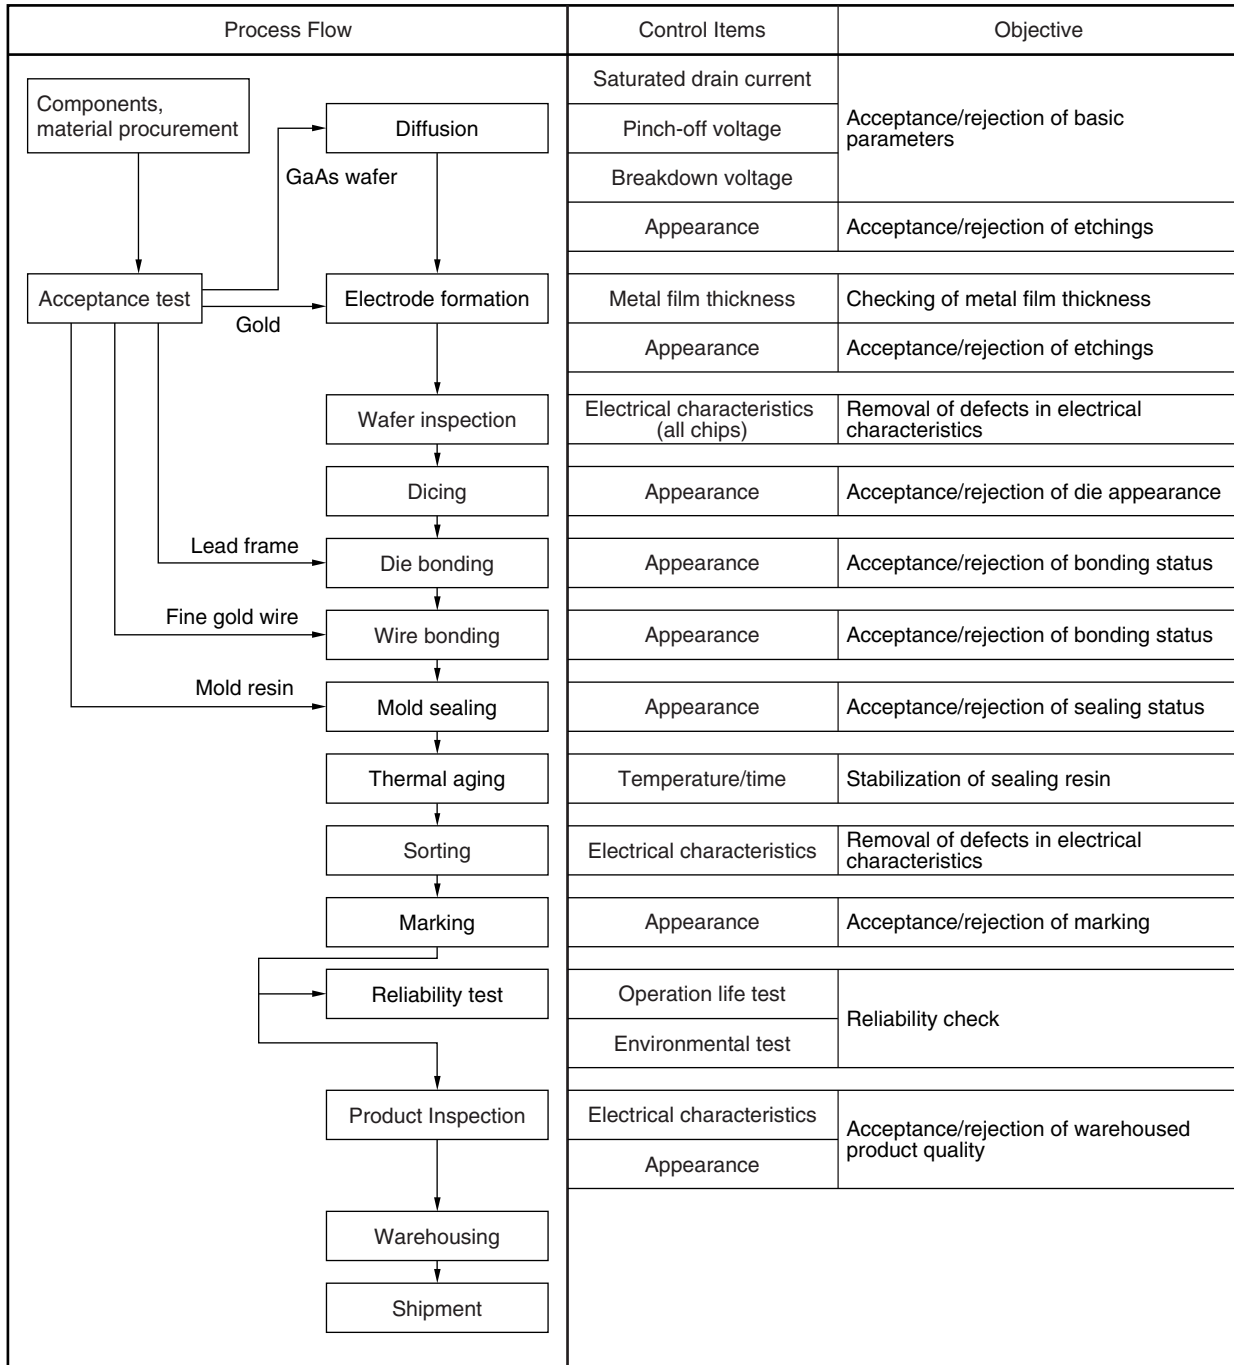 Process Flow
Control Items
Objective
Components,
material procurement
Diffusion
GaAs wafer
Saturated drain current
Pinch-off voltage
Breakdown voltage
Acceptance/rejection of basic
parameters
Appearance
Acceptance/rejection of etchings
Acceptance test
Gold
Electrode formation
Metal film thickness
Checking of metal film thickness
Appearance
Acceptance/rejection of etchings
Wafer inspection
Electrical characteristics
(all chips)
Removal of defects in electrical
characteristics
Dicing
Appearance
Acceptance/rejection of die appearance
Lead frame
Die bonding
Appearance
Acceptance/rejection of bonding status
Fine gold wire
Wire bonding
Appearance
Acceptance/rejection of bonding status
Mold resin
Mold sealing
Appearance
Acceptance/rejection of sealing status
Thermal aging
Temperature/time
Stabilization of sealing resin
Sorting
Electrical characteristics
Removal of defects in electrical
characteristics
Marking
Appearance
Acceptance/rejection of marking
Reliability test
Operation life test
Environmental test
Reliability check
Product Inspection
Electrical characteristics
Appearance
Acceptance/rejection of warehoused
product quality
Warehousing
Shipment